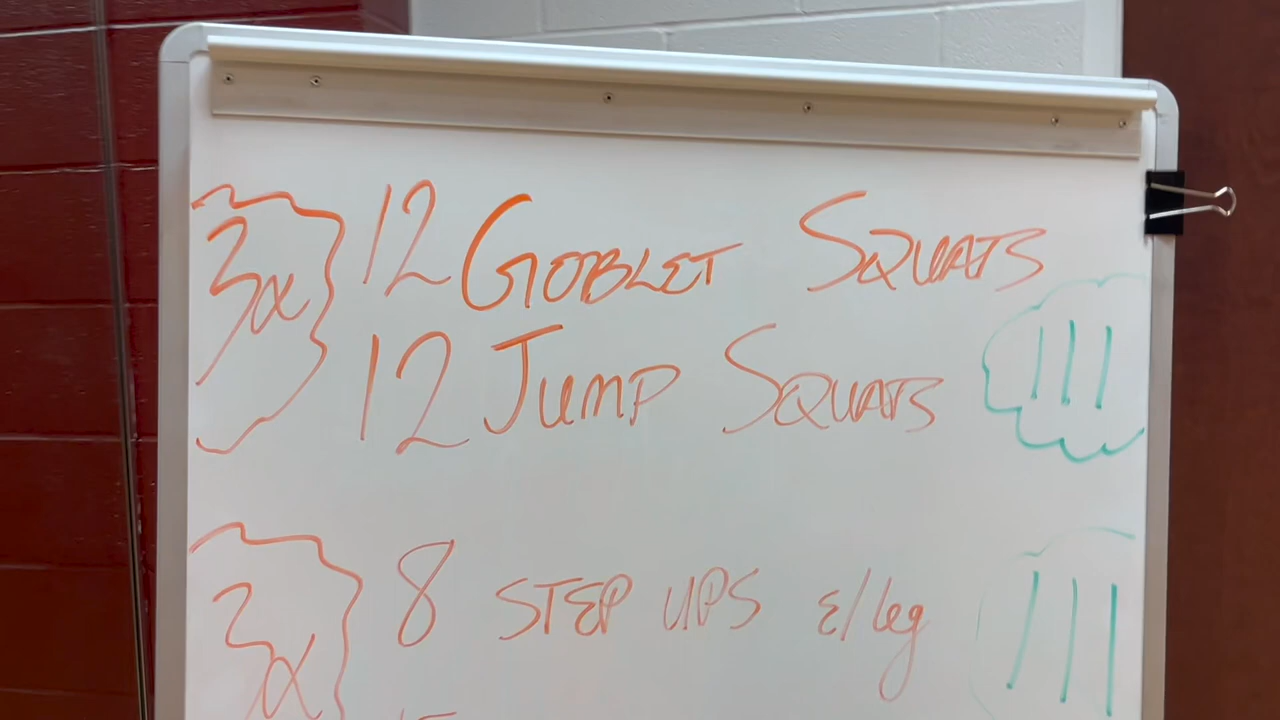 3x
12 GOBLET SQUATS
12 JUMP SQUATS
III
3x
8 STEP UPS E/leg
III